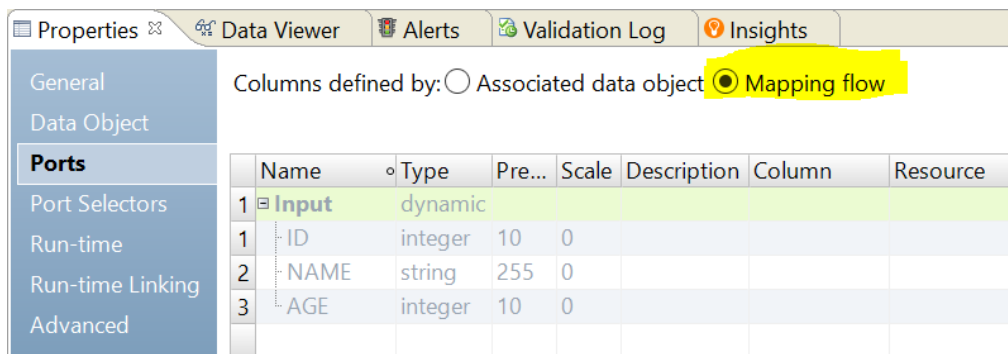 Properties Data Viewer Alerts Validation Log Insights
General
Data Object
Ports
Port Selectors
Run-time
Run-time Linking
Advanced
Columns defined by: Associated data object Mapping flow
Name Type Pre... Scale Description Column Resource
1 Input dynamic
1 ID integer 10 0
2 NAME string 255 0
3 AGE integer 10 0